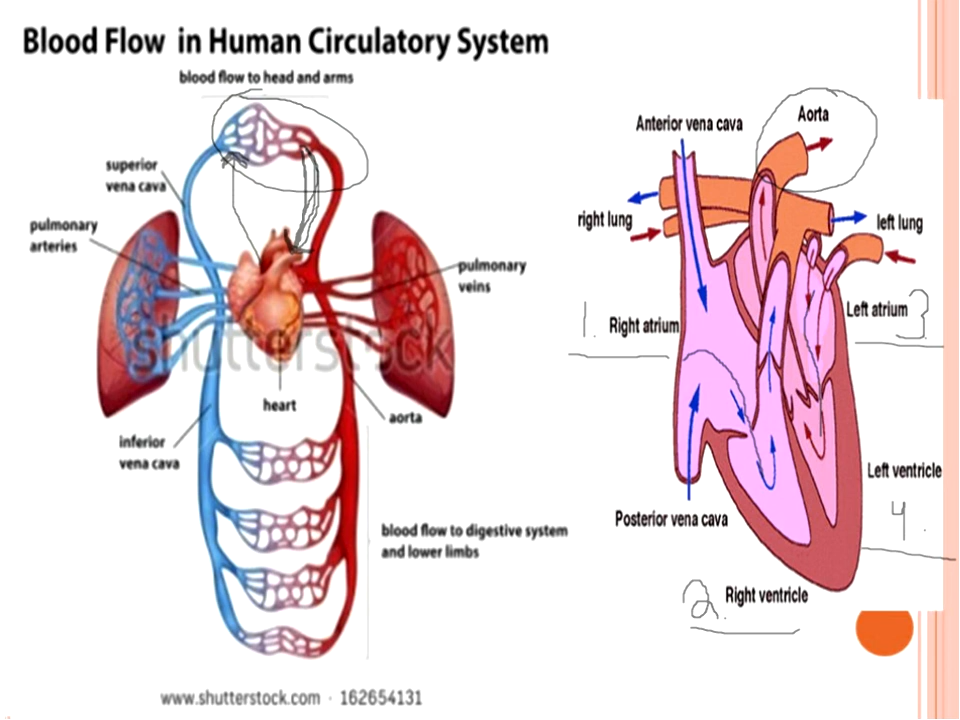 Blood Flow in Human Circulatory System
blood flow to head and arms
superior
vena cava
pulmonary
arteries
pulmonary
veins
shutterstock
heart
aorta
inferior
vena cava
blood flow to digestive system
and lower limbs
www.shutterstock.com · 162654131
Aorta
Anterior vena cava
right lung
left lung
1. Right atrium
Left atrium 3
Left ventricle
4.
Posterior vena cava
2. Right ventricle